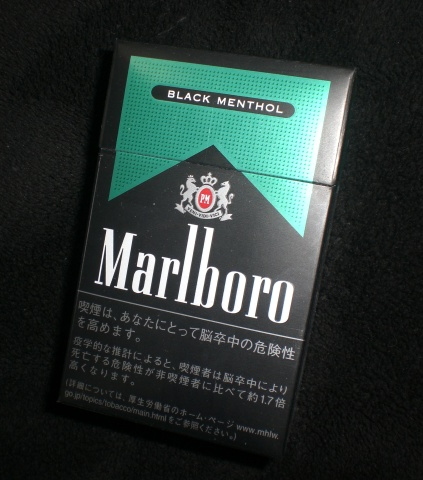 BLACK MENTHOL
PM
Marlboro
喫煙は、あなたにとって脳卒中の危険性
を高めます。
疫学的な推計によると、喫煙者は脳卒中により
死亡する危険性が非喫煙者に比べて約1.7倍
高くなります。
(詳細については、厚生労働省のホーム・ページ www.mhlw.
go.jp/topics/tobacco/main.html をご参照ください。)